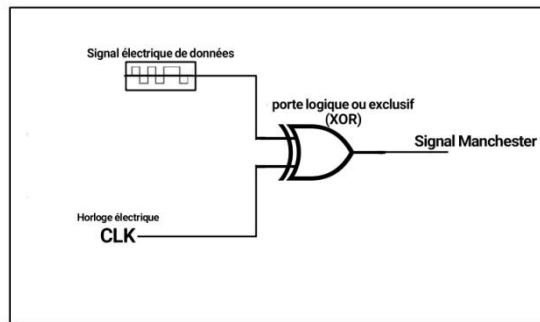 Signal électrique de données
porte logique ou exclusif
(XOR)
Signal Manchester
Horloge électrique
CLK